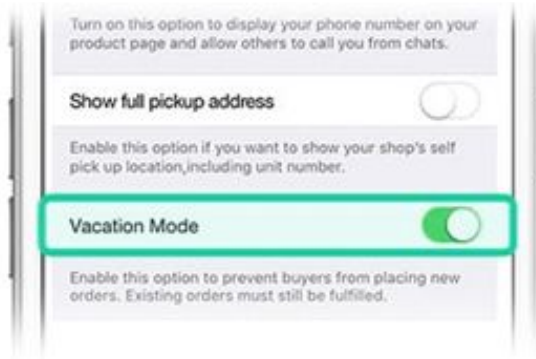 Turn on this option to display your phone number on your
product page and allow others to call you from chats.
Show full pickup address
Enable this option if you want to show your shop's self
pick up location,including unit number.
Vacation Mode
Enable this option to prevent buyers from placing new
orders. Existing orders must still be fulfilled.